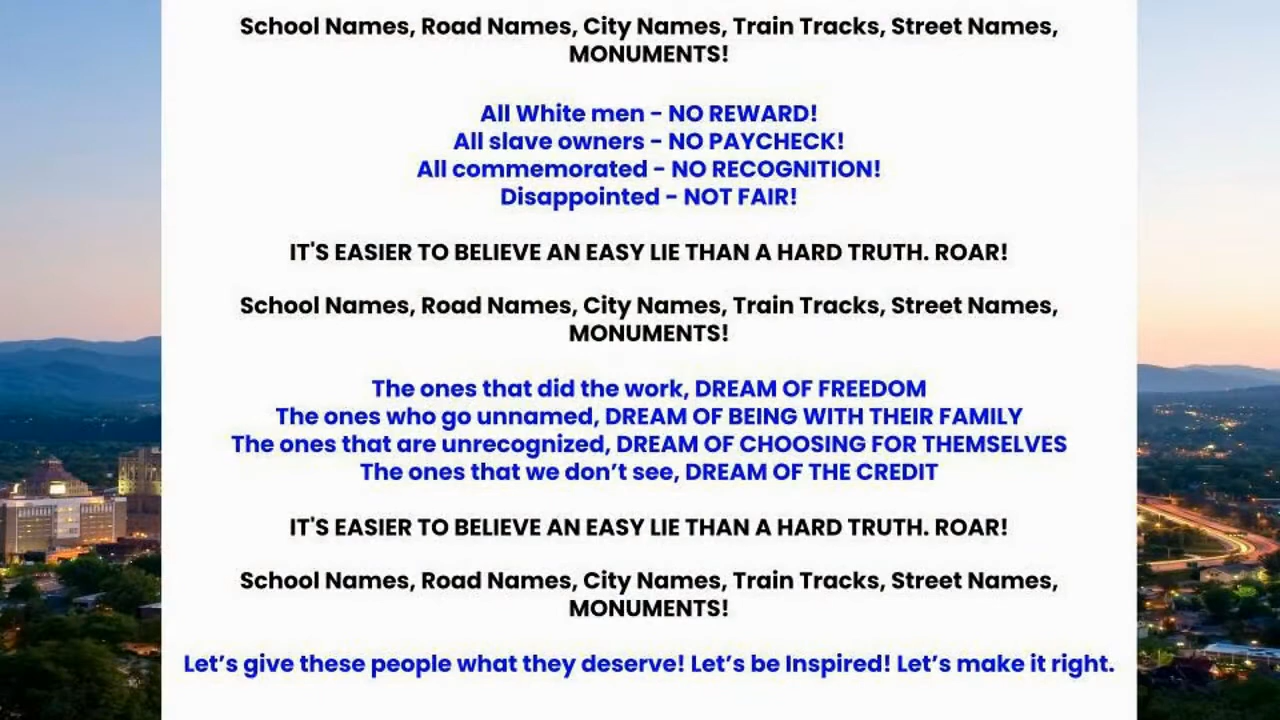 School Names, Road Names, City Names, Train Tracks, Street Names,
MONUMENTS!
All White men - NO REWARD!
All slave owners - NO PAYCHECK!
All commemorated - NO RECOGNITION!
Disappointed - NOT FAIR!
IT'S EASIER TO BELIEVE AN EASY LIE THAN A HARD TRUTH. ROAR!
School Names, Road Names, City Names, Train Tracks, Street Names,
MONUMENTS!
The ones that did the work, DREAM OF FREEDOM
The ones who go unnamed, DREAM OF BEING WITH THEIR FAMILY
The ones that are unrecognized, DREAM OF CHOOSING FOR THEMSELVES
The ones that we don’t see, DREAM OF THE CREDIT
IT'S EASIER TO BELIEVE AN EASY LIE THAN A HARD TRUTH. ROAR!
School Names, Road Names, City Names, Train Tracks, Street Names,
MONUMENTS!
Let’s give these people what they deserve! Let’s be Inspired! Let’s make it right.